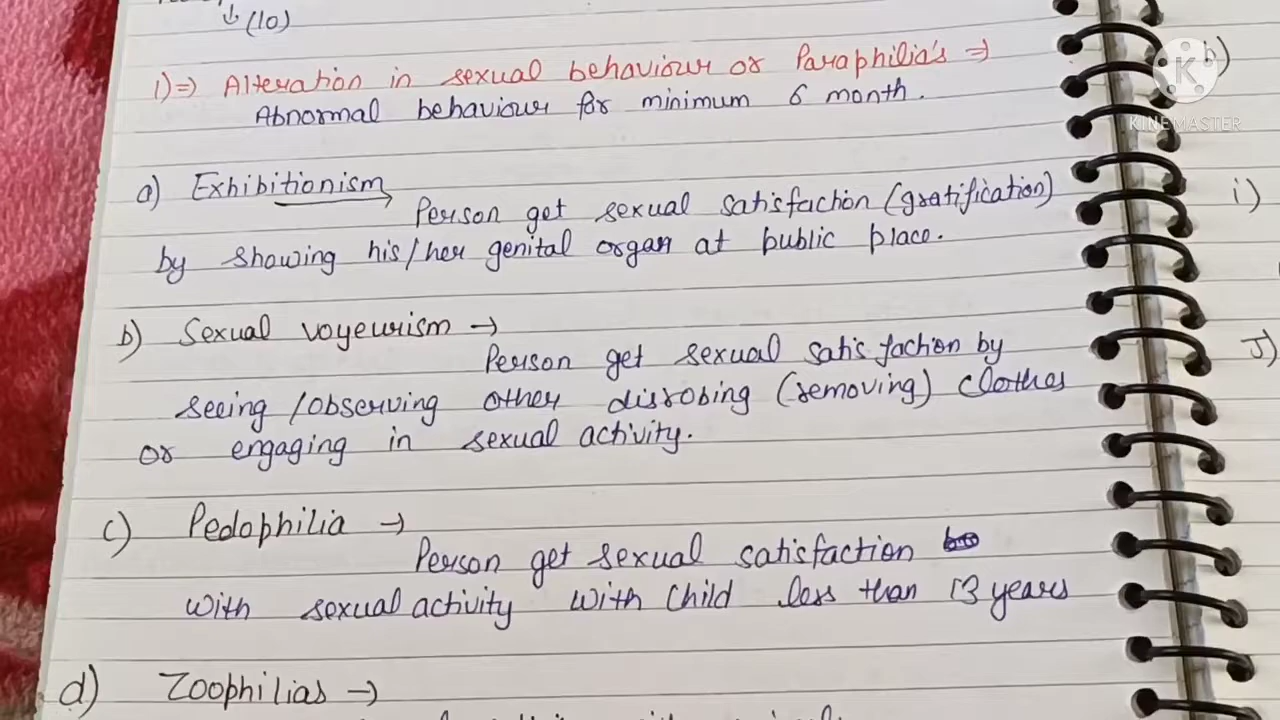 ↓ (10)
1) ⇒ Alteration in sexual behaviour or Paraphilia's ⇒
Abnormal behaviour for minimum 6 month.
a) Exhibitionism →
Person get sexual satisfaction (gratification)
by showing his/her genital organ at public place.
b) Sexual voyeurism →
Person get sexual satisfaction by
seeing /observing other disrobing (removing) clothes
or engaging in sexual activity.
c) Pedophilia →
Person get sexual satisfaction
with sexual activity with child less than 13 years
d) Zoophilias →
h)
i)
J)
K
KINEMASTER